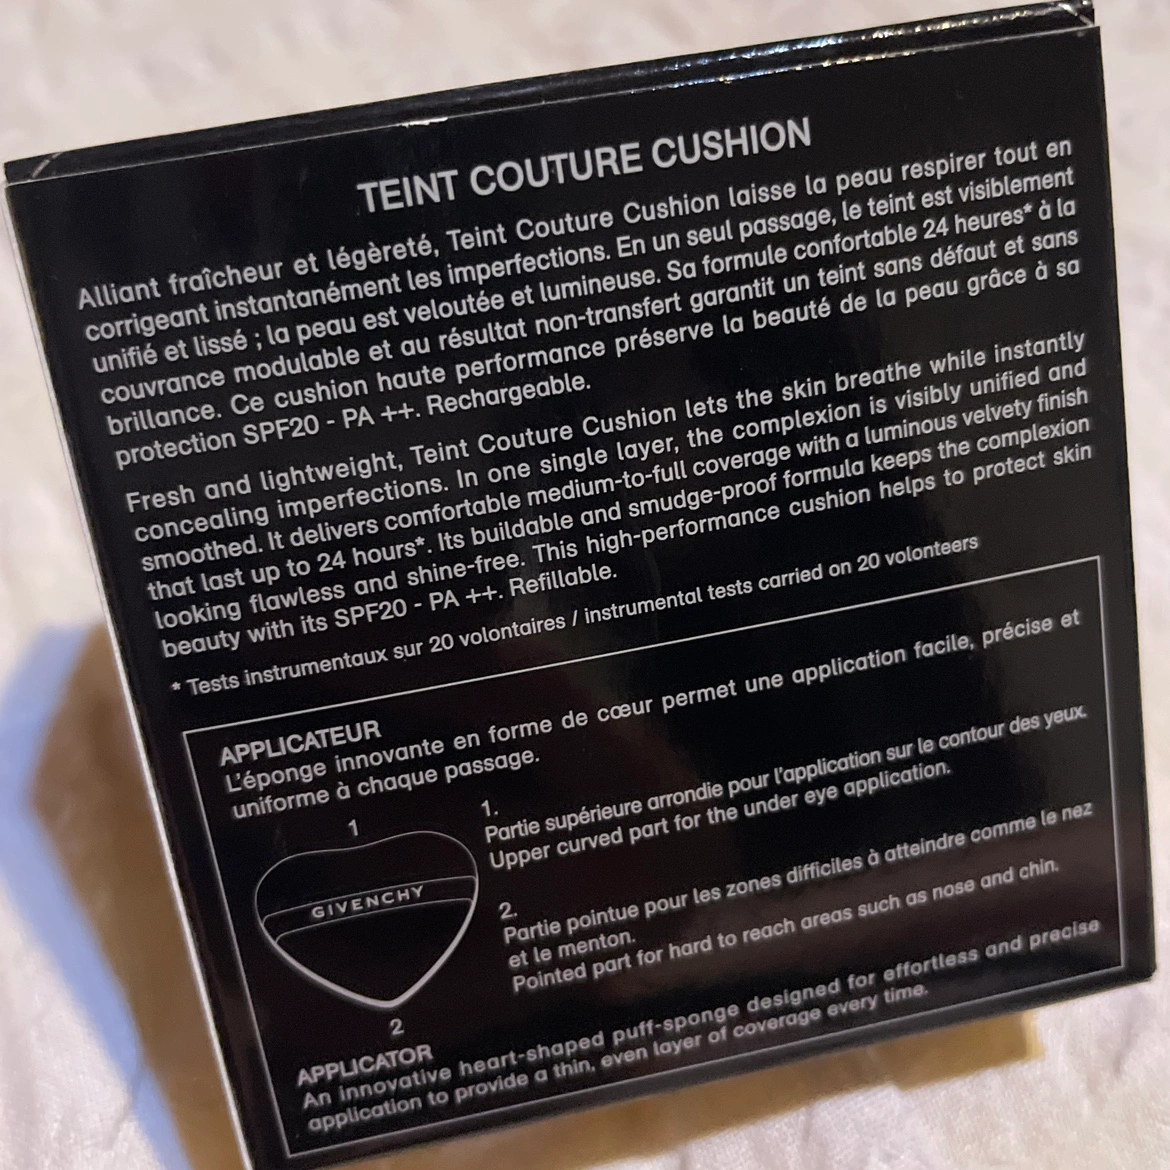 TEINT COUTURE CUSHION
Alliant fraîcheur et légèreté, Teint Couture Cushion laisse la peau respirer tout en
corrigeant instantanément les imperfections. En un seul passage, le teint est visiblement
unifié et lissé ; la peau est veloutée et lumineuse. Sa formule confortable 24 heures* à la
couvrance modulable et au résultat non-transfert garantit un teint sans défaut et sans
brillance. Ce cushion haute performance préserve la beauté de la peau grâce à sa
protection SPF20 - PA ++. Rechargeable.
Fresh and lightweight, Teint Couture Cushion lets the skin breathe while instantly
concealing imperfections. In one single layer, the complexion is visibly unified and
smoothed. It delivers comfortable medium-to-full coverage with a luminous velvety finish
that last up to 24 hours*. Its buildable and smudge-proof formula keeps the complexion
looking flawless and shine-free. This high-performance cushion helps to protect skin
beauty with its SPF20 - PA ++. Refillable.
* Tests instrumentaux sur 20 volontaires / instrumental tests carried on 20 volonteers
APPLICATEUR
L'éponge innovante en forme de cœur permet une application facile, précise et
uniforme à chaque passage.
1
GIVENCHY
2
1.
Partie supérieure arrondie pour l'application sur le contour des yeux.
Upper curved part for the under eye application.
2.
Partie pointue pour les zones difficiles à atteindre comme le nez
et le menton.
Pointed part for hard to reach areas such as nose and chin.
APPLICATOR
An innovative heart-shaped puff-sponge designed for effortless and precise
application to provide a thin, even layer of coverage every time.